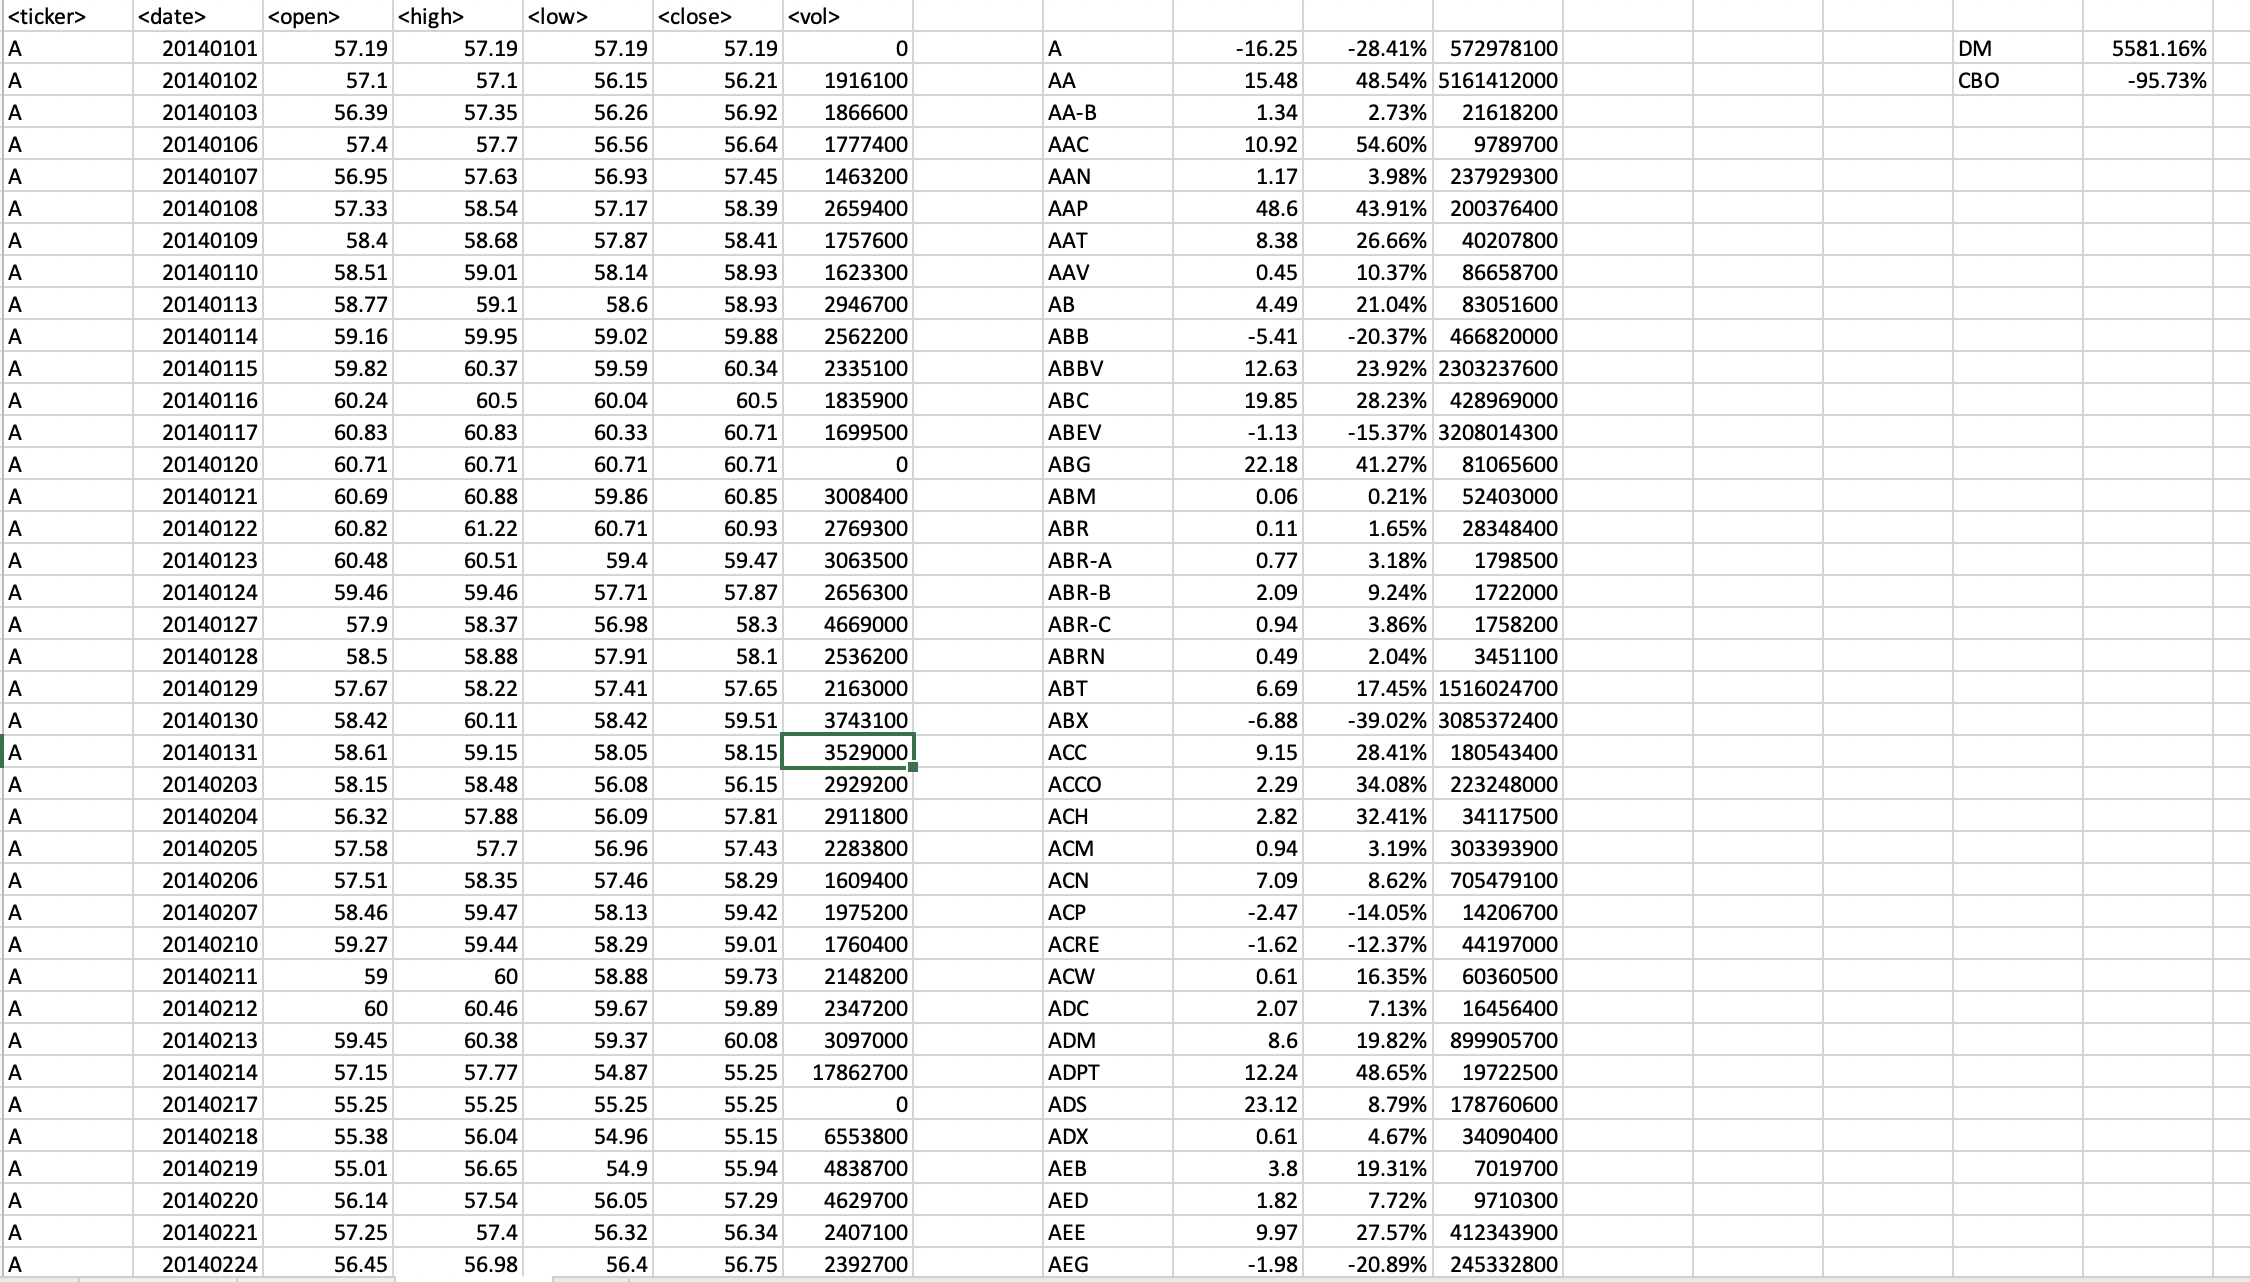 <ticker> <date> <open> <high> <low> <close> <vol>
A 20140101 57.19 57.19 57.19 57.19 0 A -16.25 -28.41% 572978100 DM 5581.16%
A 20140102 57.1 57.1 56.15 56.21 1916100 AA 15.48 48.54% 5161412000 CBO -95.73%
A 20140103 56.39 57.35 56.26 56.92 1866600 AA-B 1.34 2.73% 21618200
A 20140106 57.4 57.7 56.56 56.64 1777400 AAC 10.92 54.60% 9789700
A 20140107 56.95 57.63 56.93 57.45 1463200 AAN 1.17 3.98% 237929300
A 20140108 57.33 58.54 57.17 58.39 2659400 AAP 48.6 43.91% 200376400
A 20140109 58.4 58.68 57.87 58.41 1757600 AAT 8.38 26.66% 40207800
A 20140110 58.51 59.01 58.14 58.93 1623300 AAV 0.45 10.37% 86658700
A 20140113 58.77 59.1 58.6 58.93 2946700 AB 4.49 21.04% 83051600
A 20140114 59.16 59.95 59.02 59.88 2562200 ABB -5.41 -20.37% 466820000
A 20140115 59.82 60.37 59.59 60.34 2335100 ABBV 12.63 23.92% 2303237600
A 20140116 60.24 60.5 60.04 60.5 1835900 ABC 19.85 28.23% 428969000
A 20140117 60.83 60.83 60.33 60.71 1699500 ABEV -1.13 -15.37% 3208014300
A 20140120 60.71 60.71 60.71 60.71 0 ABG 22.18 41.27% 81065600
A 20140121 60.69 60.88 59.86 60.85 3008400 ABM 0.06 0.21% 52403000
A 20140122 60.82 61.22 60.71 60.93 2769300 ABR 0.11 1.65% 28348400
A 20140123 60.48 60.51 59.4 59.47 3063500 ABR-A 0.77 3.18% 1798500
A 20140124 59.46 59.46 57.71 57.87 2656300 ABR-B 2.09 9.24% 1722000
A 20140127 57.9 58.37 56.98 58.3 4669000 ABR-C 0.94 3.86% 1758200
A 20140128 58.5 58.88 57.91 58.1 2536200 ABRN 0.49 2.04% 3451100
A 20140129 57.67 58.22 57.41 57.65 2163000 ABT 6.69 17.45% 1516024700
A 20140130 58.42 60.11 58.42 59.51 3743100 ABX -6.88 -39.02% 3085372400
A 20140131 58.61 59.15 58.05 58.15 3529000 ACC 9.15 28.41% 180543400
A 20140203 58.15 58.48 56.08 56.15 2929200 ACCO 2.29 34.08% 223248000
A 20140204 56.32 57.88 56.09 57.81 2911800 ACH 2.82 32.41% 34117500
A 20140205 57.58 57.7 56.96 57.43 2283800 ACM 0.94 3.19% 303393900
A 20140206 57.51 58.35 57.46 58.29 1609400 ACN 7.09 8.62% 705479100
A 20140207 58.46 59.47 58.13 59.42 1975200 ACP -2.47 -14.05% 14206700
A 20140210 59.27 59.44 58.29 59.01 1760400 ACRE -1.62 -12.37% 44197000
A 20140211 59 60 58.88 59.73 2148200 ACW 0.61 16.35% 60360500
A 20140212 60 60.46 59.67 59.89 2347200 ADC 2.07 7.13% 16456400
A 20140213 59.45 60.38 59.37 60.08 3097000 ADM 8.6 19.82% 899905700
A 20140214 57.15 57.77 54.87 55.25 17862700 ADPT 12.24 48.65% 19722500
A 20140217 55.25 55.25 55.25 55.25 0 ADS 23.12 8.79% 178760600
A 20140218 55.38 56.04 54.96 55.15 6553800 ADX 0.61 4.67% 34090400
A 20140219 55.01 56.65 54.9 55.94 4838700 AEB 3.8 19.31% 7019700
A 20140220 56.14 57.54 56.05 57.29 4629700 AED 1.82 7.72% 9710300
A 20140221 57.25 57.4 56.32 56.34 2407100 AEE 9.97 27.57% 412343900
A 20140224 56.45 56.98 56.4 56.75 2392700 AEG -1.98 -20.89% 245332800